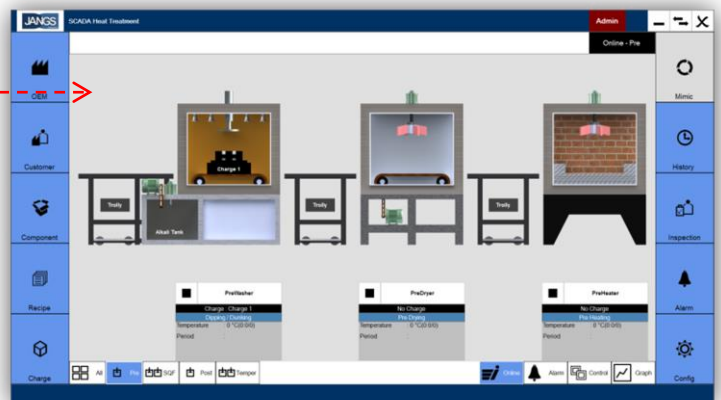 JANGS SCADA Heat Treatment Admin
Online - Pre
OEM
Mimic
Customer
History
Component
Inspection
Recipe
Alarm
Charge
Config
Charge 1
Trolly
Alkali Tank
Trolly
Trolly
PreWasher
Charge : Charge 1
Dipping / Dunking
Temperature : 0 °C(0.0/0)
Period :
PreDryer
No Charge
Pre Drying
Temperature : 0 °C(0.0/0)
Period :
PreHeater
No Charge
Pre Heating
Temperature : 0 °C(0.0/0)
Period :
All Pre SQF Post Temper Online Alarm Control Graph